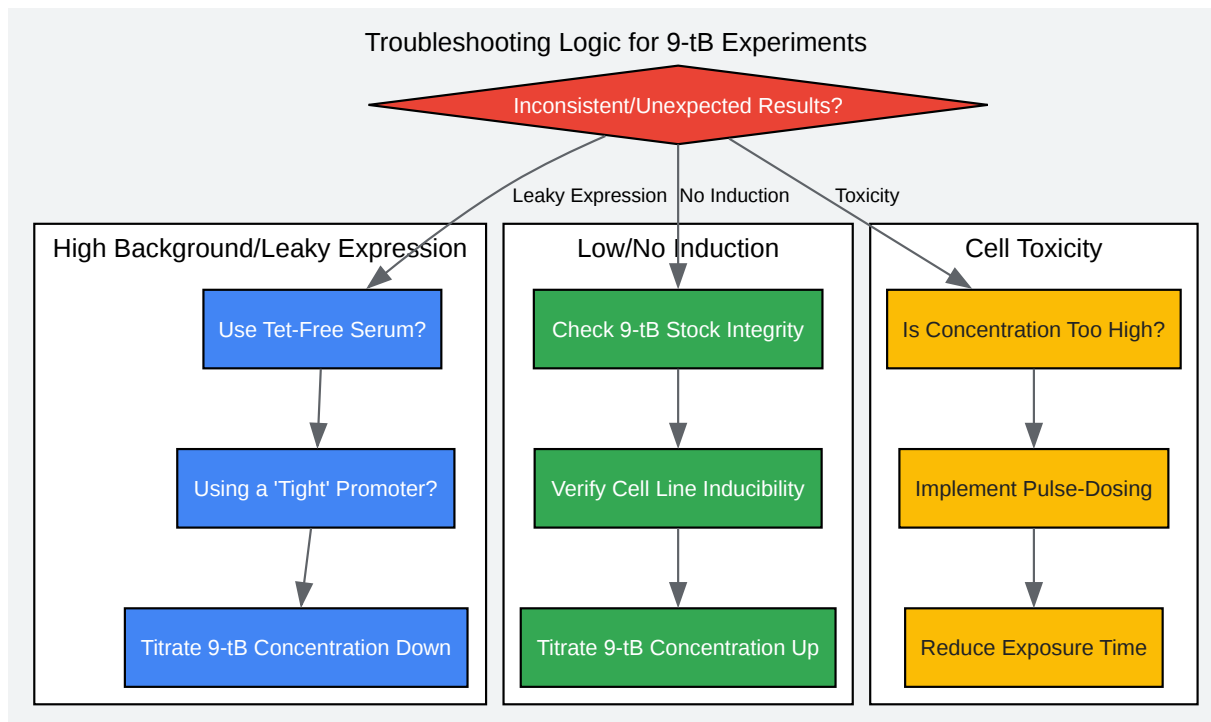 Troubleshooting Logic for 9-tB Experiments
Inconsistent/Unexpected Results?
Leaky Expression
No Induction
Toxicity
High Background/Leaky Expression
Use Tet-Free Serum?
Using a 'Tight' Promoter?
Titrate 9-tB Concentration Down
Low/No Induction
Check 9-tB Stock Integrity
Verify Cell Line Inducibility
Titrate 9-tB Concentration Up
Cell Toxicity
Is Concentration Too High?
Implement Pulse-Dosing
Reduce Exposure Time